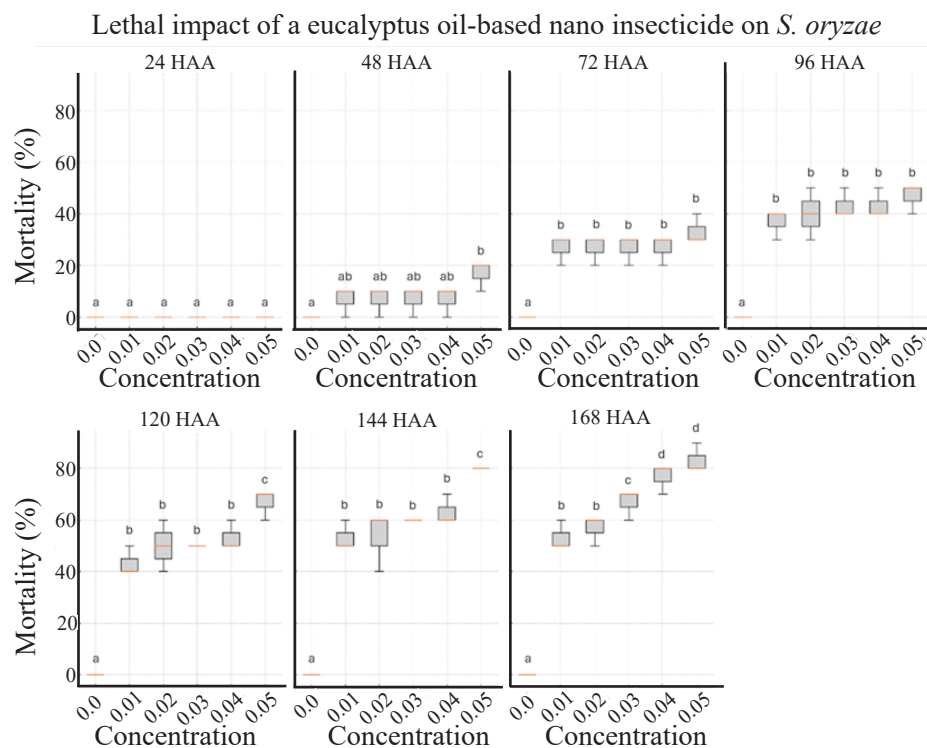 Lethal impact of a eucalyptus oil-based nano insecticide on S. oryzae
24 HAA 48 HAA 72 HAA 96 HAA
Mortality (%)
80
60
40
20
0
a a a a a a
a ab ab ab ab b
a b b b b b
a b b b b b
0.0 0.01 0.02 0.03 0.04 0.05
0.0 0.01 0.02 0.03 0.04 0.05
0.0 0.01 0.02 0.03 0.04 0.05
0.0 0.01 0.02 0.03 0.04 0.05
Concentration Concentration Concentration Concentration
120 HAA 144 HAA 168 HAA
Mortality (%)
80
60
40
20
0
a b b b b c
a b b b b c
a b b c d d
0.0 0.01 0.02 0.03 0.04 0.05
0.0 0.01 0.02 0.03 0.04 0.05
0.0 0.01 0.02 0.03 0.04 0.05
Concentration Concentration Concentration